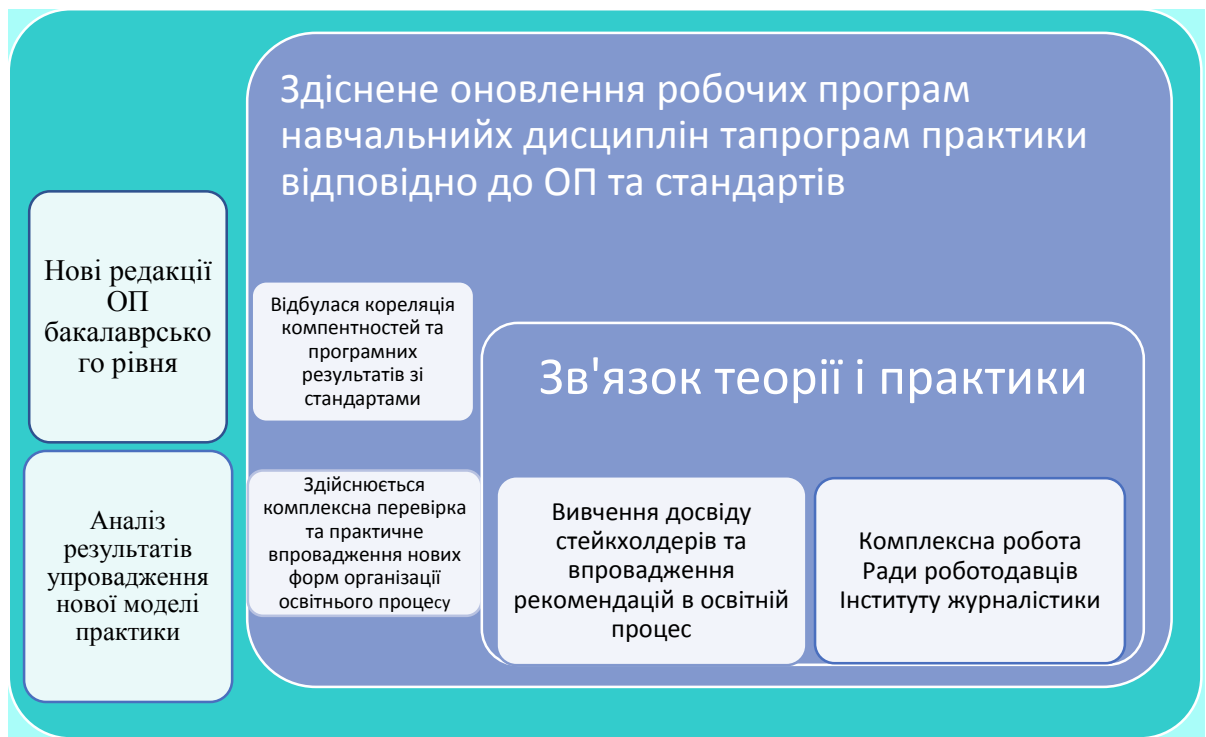 Здіснене оновлення робочих програм
навчальнийх дисциплін тапрограм практики
відповідно до ОП та стандартів
Нові редакції
ОП
бакалаврсько
го рівня
Аналіз
результатів
упровадження
нової моделі
практики
Відбулася кореляція
компентностей та
програмних
результатів зі
стандартами
Здійснюється
комплексна перевірка
та практичне
впровадження нових
форм організації
освітнього процесу
Зв'язок теорії і практики
Вивчення досвіду
стейкхолдерів та
впровадження
рекомендацій в освітній
процес
Комплексна робота
Ради роботодавців
Інституту журналістики